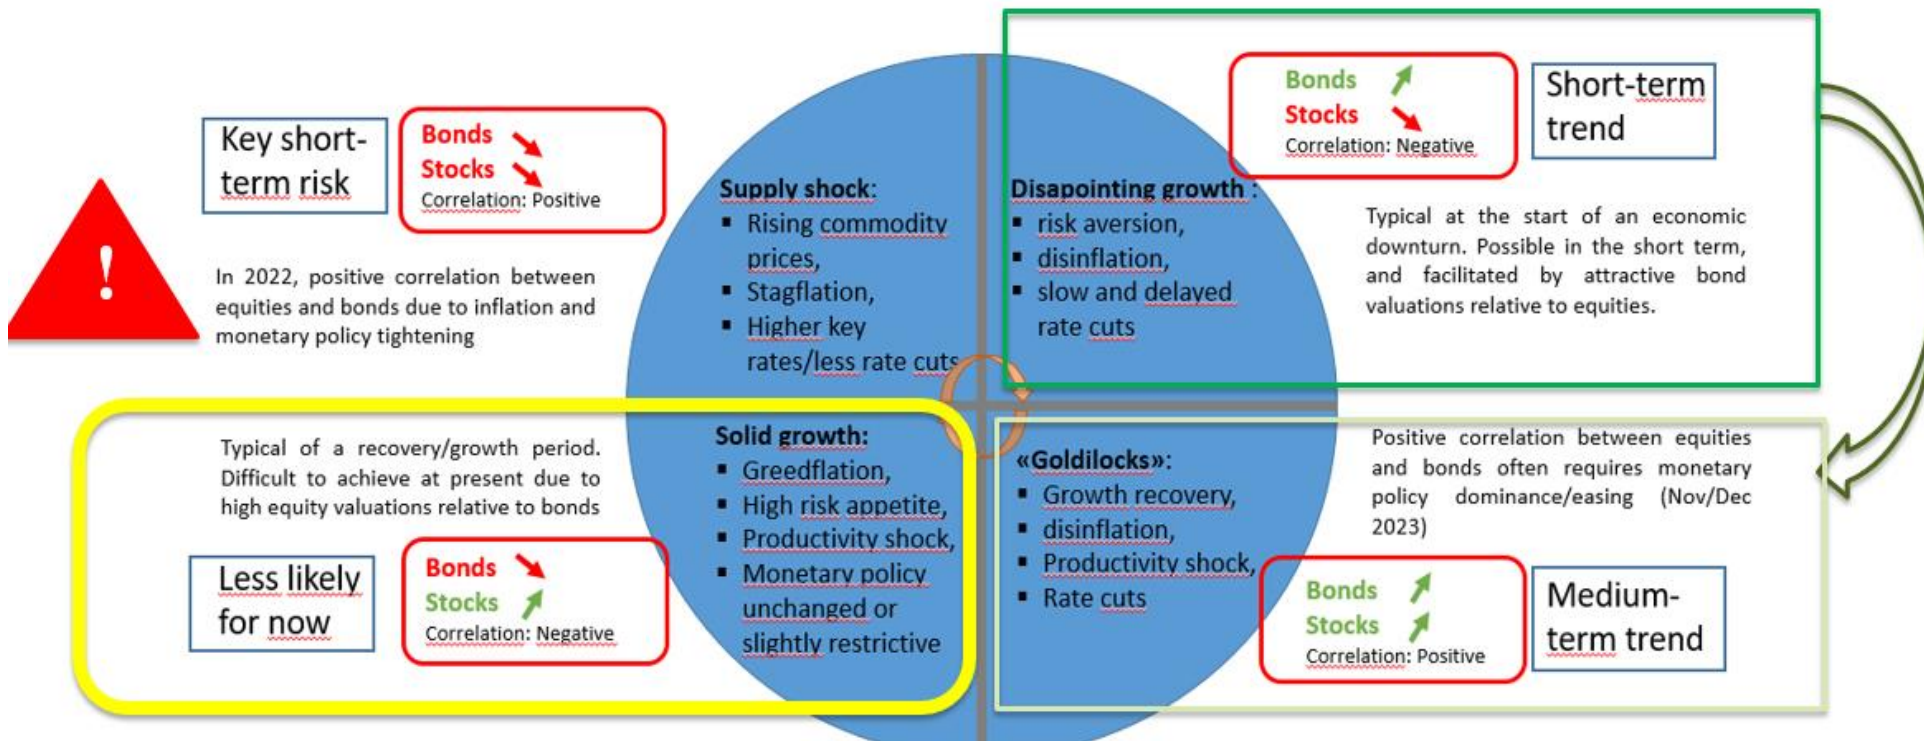 Key short-
term risk
Bonds
Stocks
Correlation: Positive
!
In 2022, positive correlation between
equities and bonds due to inflation and
monetary policy tightening
Supply shock:
▪ Rising commodity
prices,
▪ Stagflation,
▪ Higher key
rates/less rate cuts
Disapointing growth :
▪ risk aversion,
▪ disinflation,
▪ slow and delayed
rate cuts
Bonds
Stocks
Correlation: Negative
Short-term
trend
Typical at the start of an economic
downturn. Possible in the short term,
and facilitated by attractive bond
valuations relative to equities.
Typical of a recovery/growth period.
Difficult to achieve at present due to
high equity valuations relative to bonds
Less likely
for now
Bonds
Stocks
Correlation: Negative
Solid growth:
▪ Greedflation,
▪ High risk appetite,
▪ Productivity shock,
▪ Monetary policy
unchanged or
slightly restrictive
«Goldilocks»:
▪ Growth recovery,
▪ disinflation,
▪ Productivity shock,
▪ Rate cuts
Positive correlation between equities
and bonds often requires monetary
policy dominance/easing (Nov/Dec
2023)
Bonds
Stocks
Correlation: Positive
Medium-
term trend